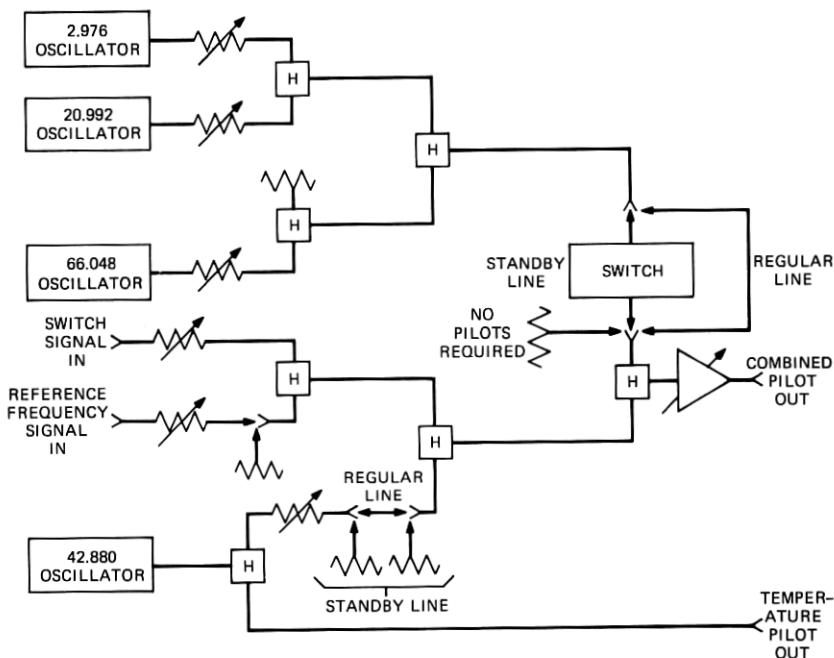 2.976
OSCILLATOR
H
20.992
OSCILLATOR
H
H
66.048
OSCILLATOR
STANDBY
LINE
SWITCH
REGULAR
LINE
NO
PILOTS
REQUIRED
SWITCH
SIGNAL
IN
H
H
COMBINED
PILOT
OUT
REFERENCE
FREQUENCY
SIGNAL
IN
H
REGULAR
LINE
42.880
OSCILLATOR
H
STANDBY LINE
TEMPER-
ATURE
PILOT
OUT